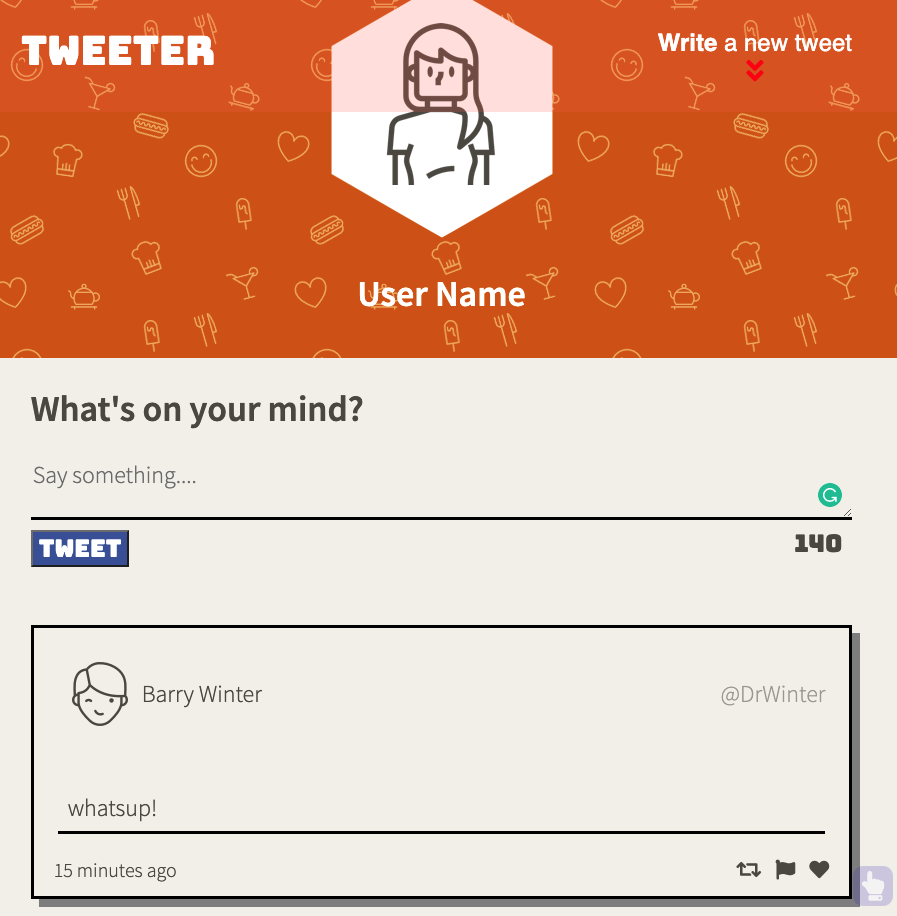 TWEETER
Write a new tweet
User Name
What's on your mind?
Say something....
TWEET
140
Barry Winter
@DrWinter
whatsup!
15 minutes ago